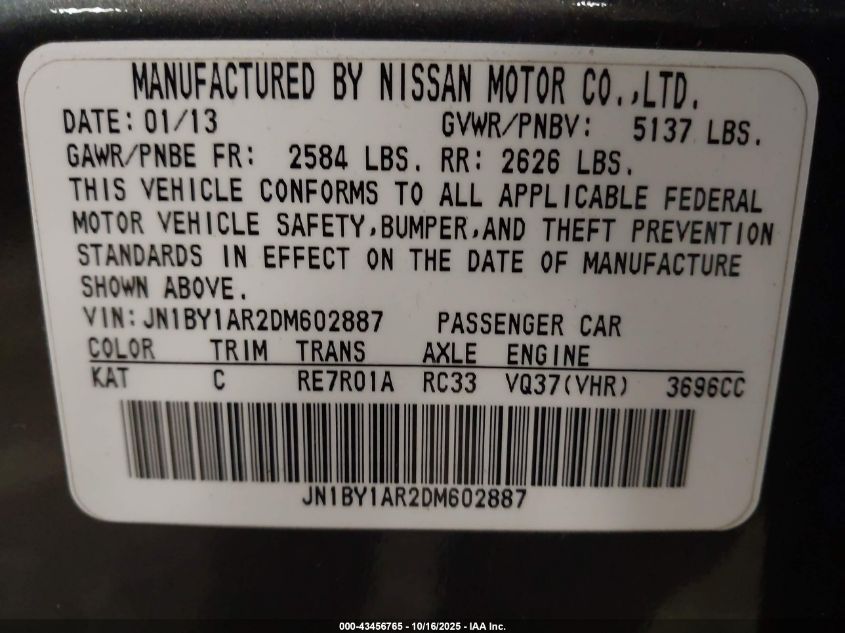 MANUFACTURED BY NISSAN MOTOR CO.,LTD.
DATE: 01/13 GVWR/PNBV: 5137 LBS.
GAWR/PNBE FR: 2584 LBS. RR: 2626 LBS.
THIS VEHICLE CONFORMS TO ALL APPLICABLE FEDERAL
MOTOR VEHICLE SAFETY,BUMPER,AND THEFT PREVENTION
STANDARDS IN EFFECT ON THE DATE OF MANUFACTURE
SHOWN ABOVE.
VIN: JN1BY1AR2DM602887 PASSENGER CAR
COLOR TRIM TRANS AXLE ENGINE
KAT C RE7R01A RC33 VQ37(VHR) 3696CC
JN1BY1AR2DM602887
000-43456765 - 10/16/2025 - IAA Inc.